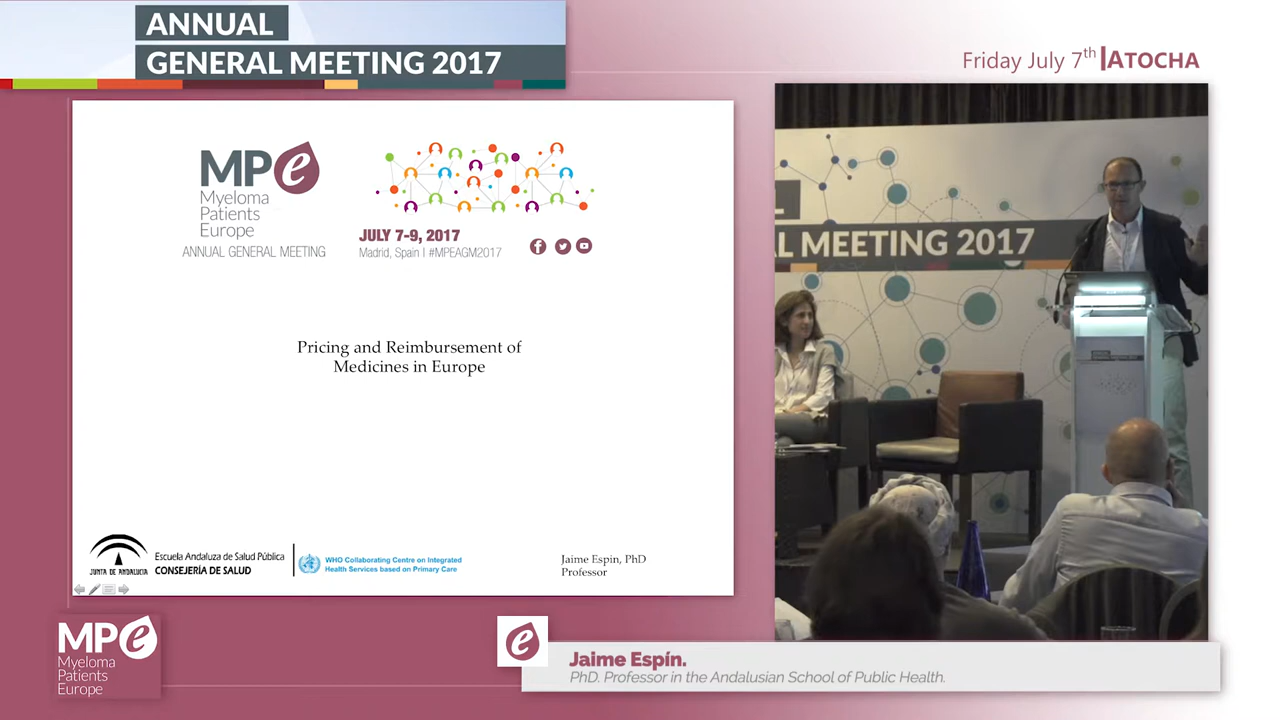 ANNUAL
GENERAL MEETING 2017
Friday July 7th | ATOCHA
MPe
Myeloma
Patients
Europe
ANNUAL GENERAL MEETING
JULY 7-9, 2017
Madrid, Spain | #MPEAGM2017
Pricing and Reimbursement of
Medicines in Europe
JUNTA DE ANDALUCIA
Escuela Andaluza de Salud Pública
CONSEJERÍA DE SALUD
WHO Collaborating Centre on Integrated
Health Services based on Primary Care
Jaime Espin, PhD
Professor
AL
L MEETING 2017
MPe
Myeloma
Patients
Europe
e
Jaime Espín.
PhD. Professor in the Andalusian School of Public Health.